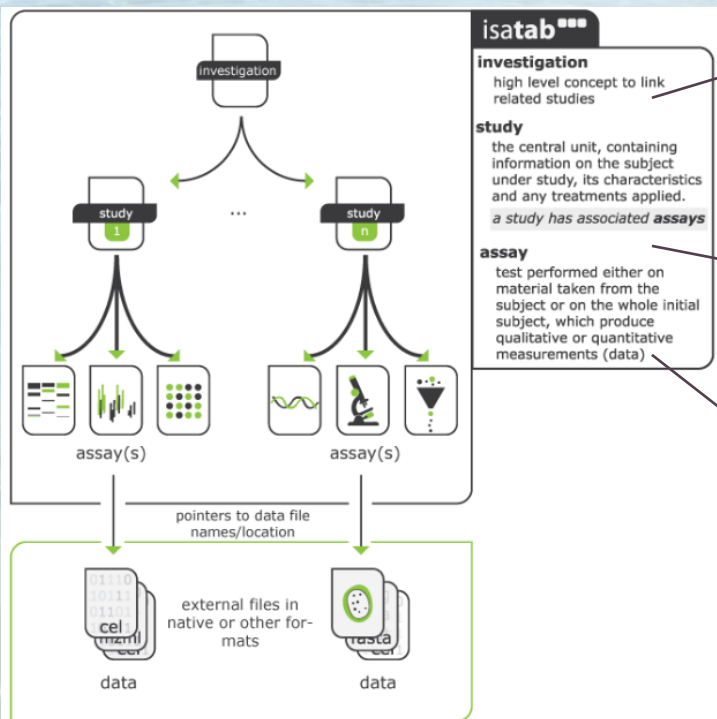 isatab
investigation
high level concept to link
related studies
study
the central unit, containing
information on the subject
under study, its characteristics
and any treatments applied.
a study has associated assays
assay
test performed either on
material taken from the
subject or on the whole initial
subject, which produce
qualitative or quantitative
measurements (data)
investigation
study
1
...
study
n
assay(s)
assay(s)
pointers to data file
names/location
cel
mzml
external files in
native or other for-
mats
fasta
data
data